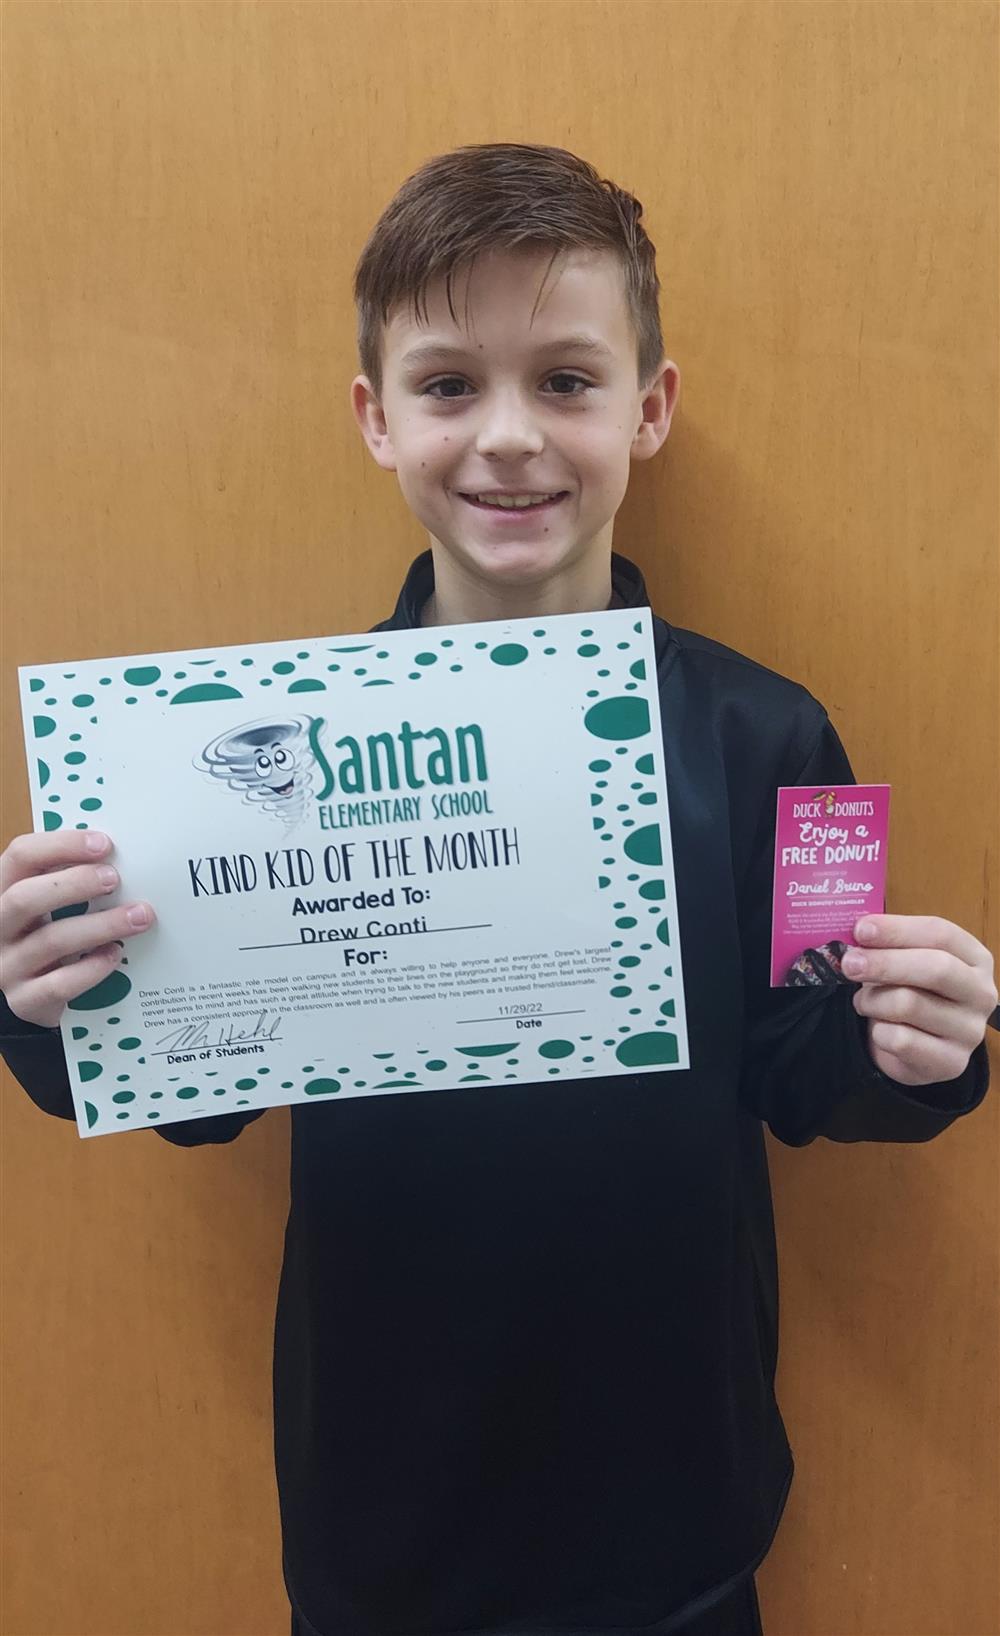 Santan
ELEMENTARY SCHOOL
KIND KID OF THE MONTH
Awarded To:
Drew Conti
For:
Drew Conti is a fantastic role model on campus and is always willing to help anyone and everyone. Drew's largest
contribution in recent weeks has been walking new students to their lines on the playground so they do not get lost. Drew
never seems to mind and has such a great attitude when trying to talk to the new students and making them feel welcome.
Drew has a consistent approach in the classroom as well and is often viewed by his peers as a trusted friend/classmate.
Mr Hehl
Dean of Students
11/29/22
Date
DUCK DONUTS
Enjoy a
FREE DONUT!
COURTESY OF
Daniel Bruno
DUCK DONUTS® CHANDLER